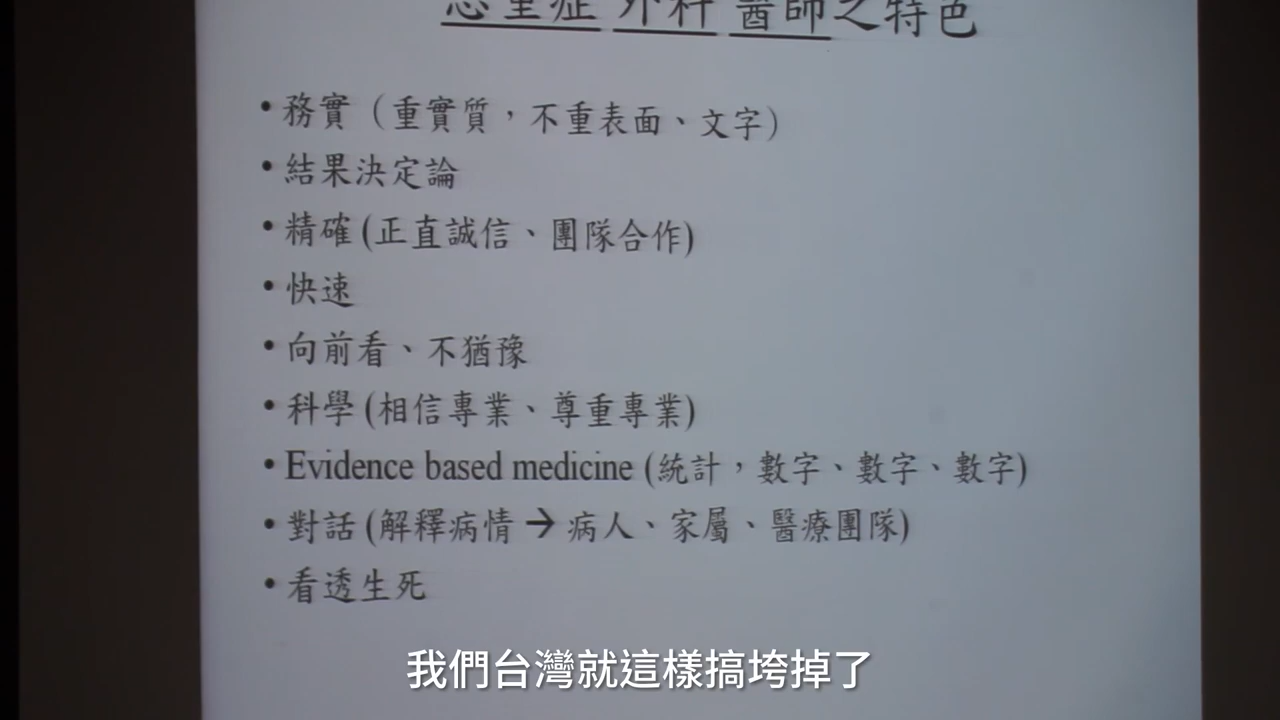 急重症 外科 醫師之特色
• 務實（重實質，不重表面、文字）
• 結果決定論
• 精確 (正直誠信、團隊合作)
• 快速
• 向前看、不猶豫
• 科學 (相信專業、尊重專業)
• Evidence based medicine (統計，數字、數字、數字)
• 對話 (解釋病情 → 病人、家屬、醫療團隊)
• 看透生死
我們台灣就這樣搞垮掉了